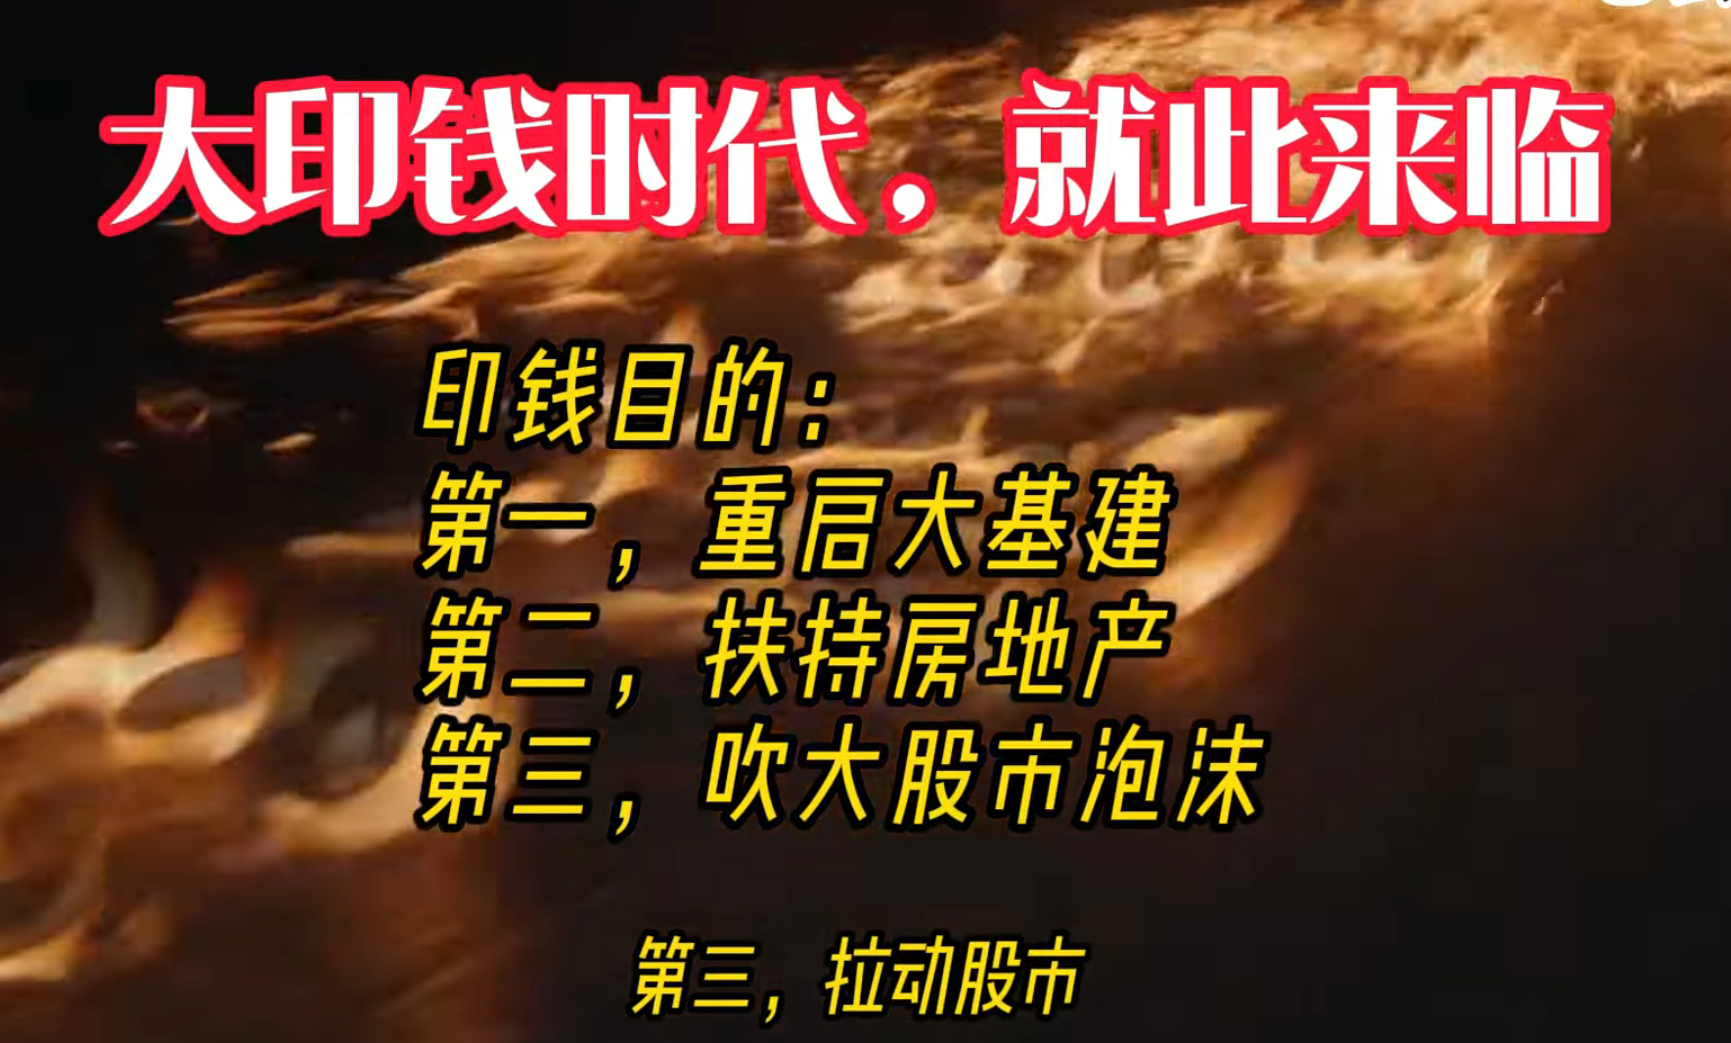 大印钱时代，就此来临
印钱目的：
第一，重启大基建
第二，扶持房地产
第三，吹大股市泡沫
第三，拉动股市